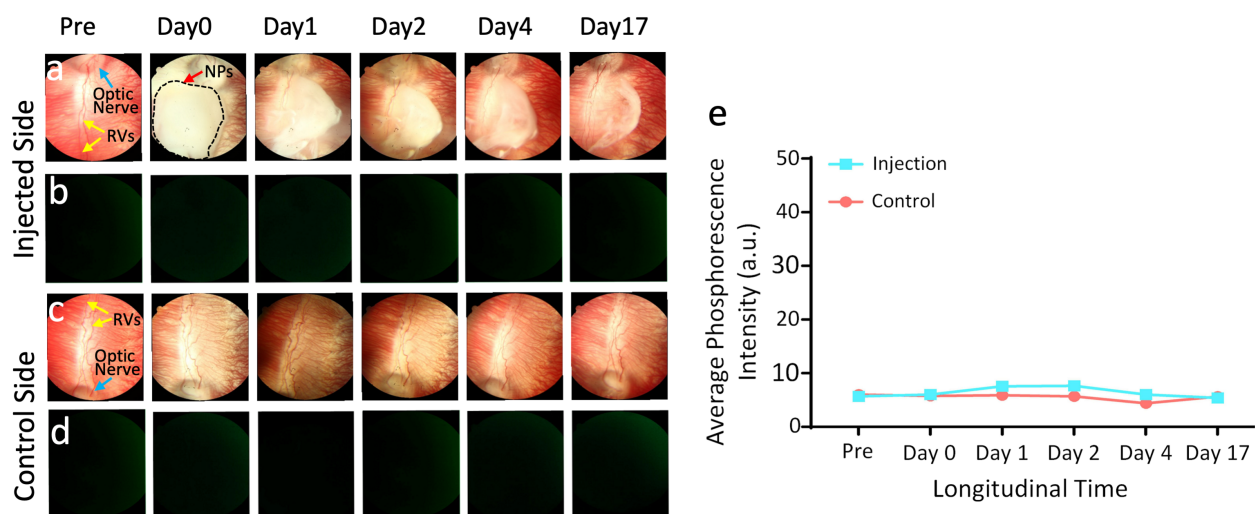 Pre Day0 Day1 Day2 Day4 Day17
Injected Side
a
Optic
Nerve
RVs
NPs
b
Control Side
c
RVs
Optic
Nerve
d
e
Average Phosphorescence
Intensity (a.u.)
50
40
30
20
10
0
Injection
Control
Pre Day 0 Day 1 Day 2 Day 4 Day 17
Longitudinal Time